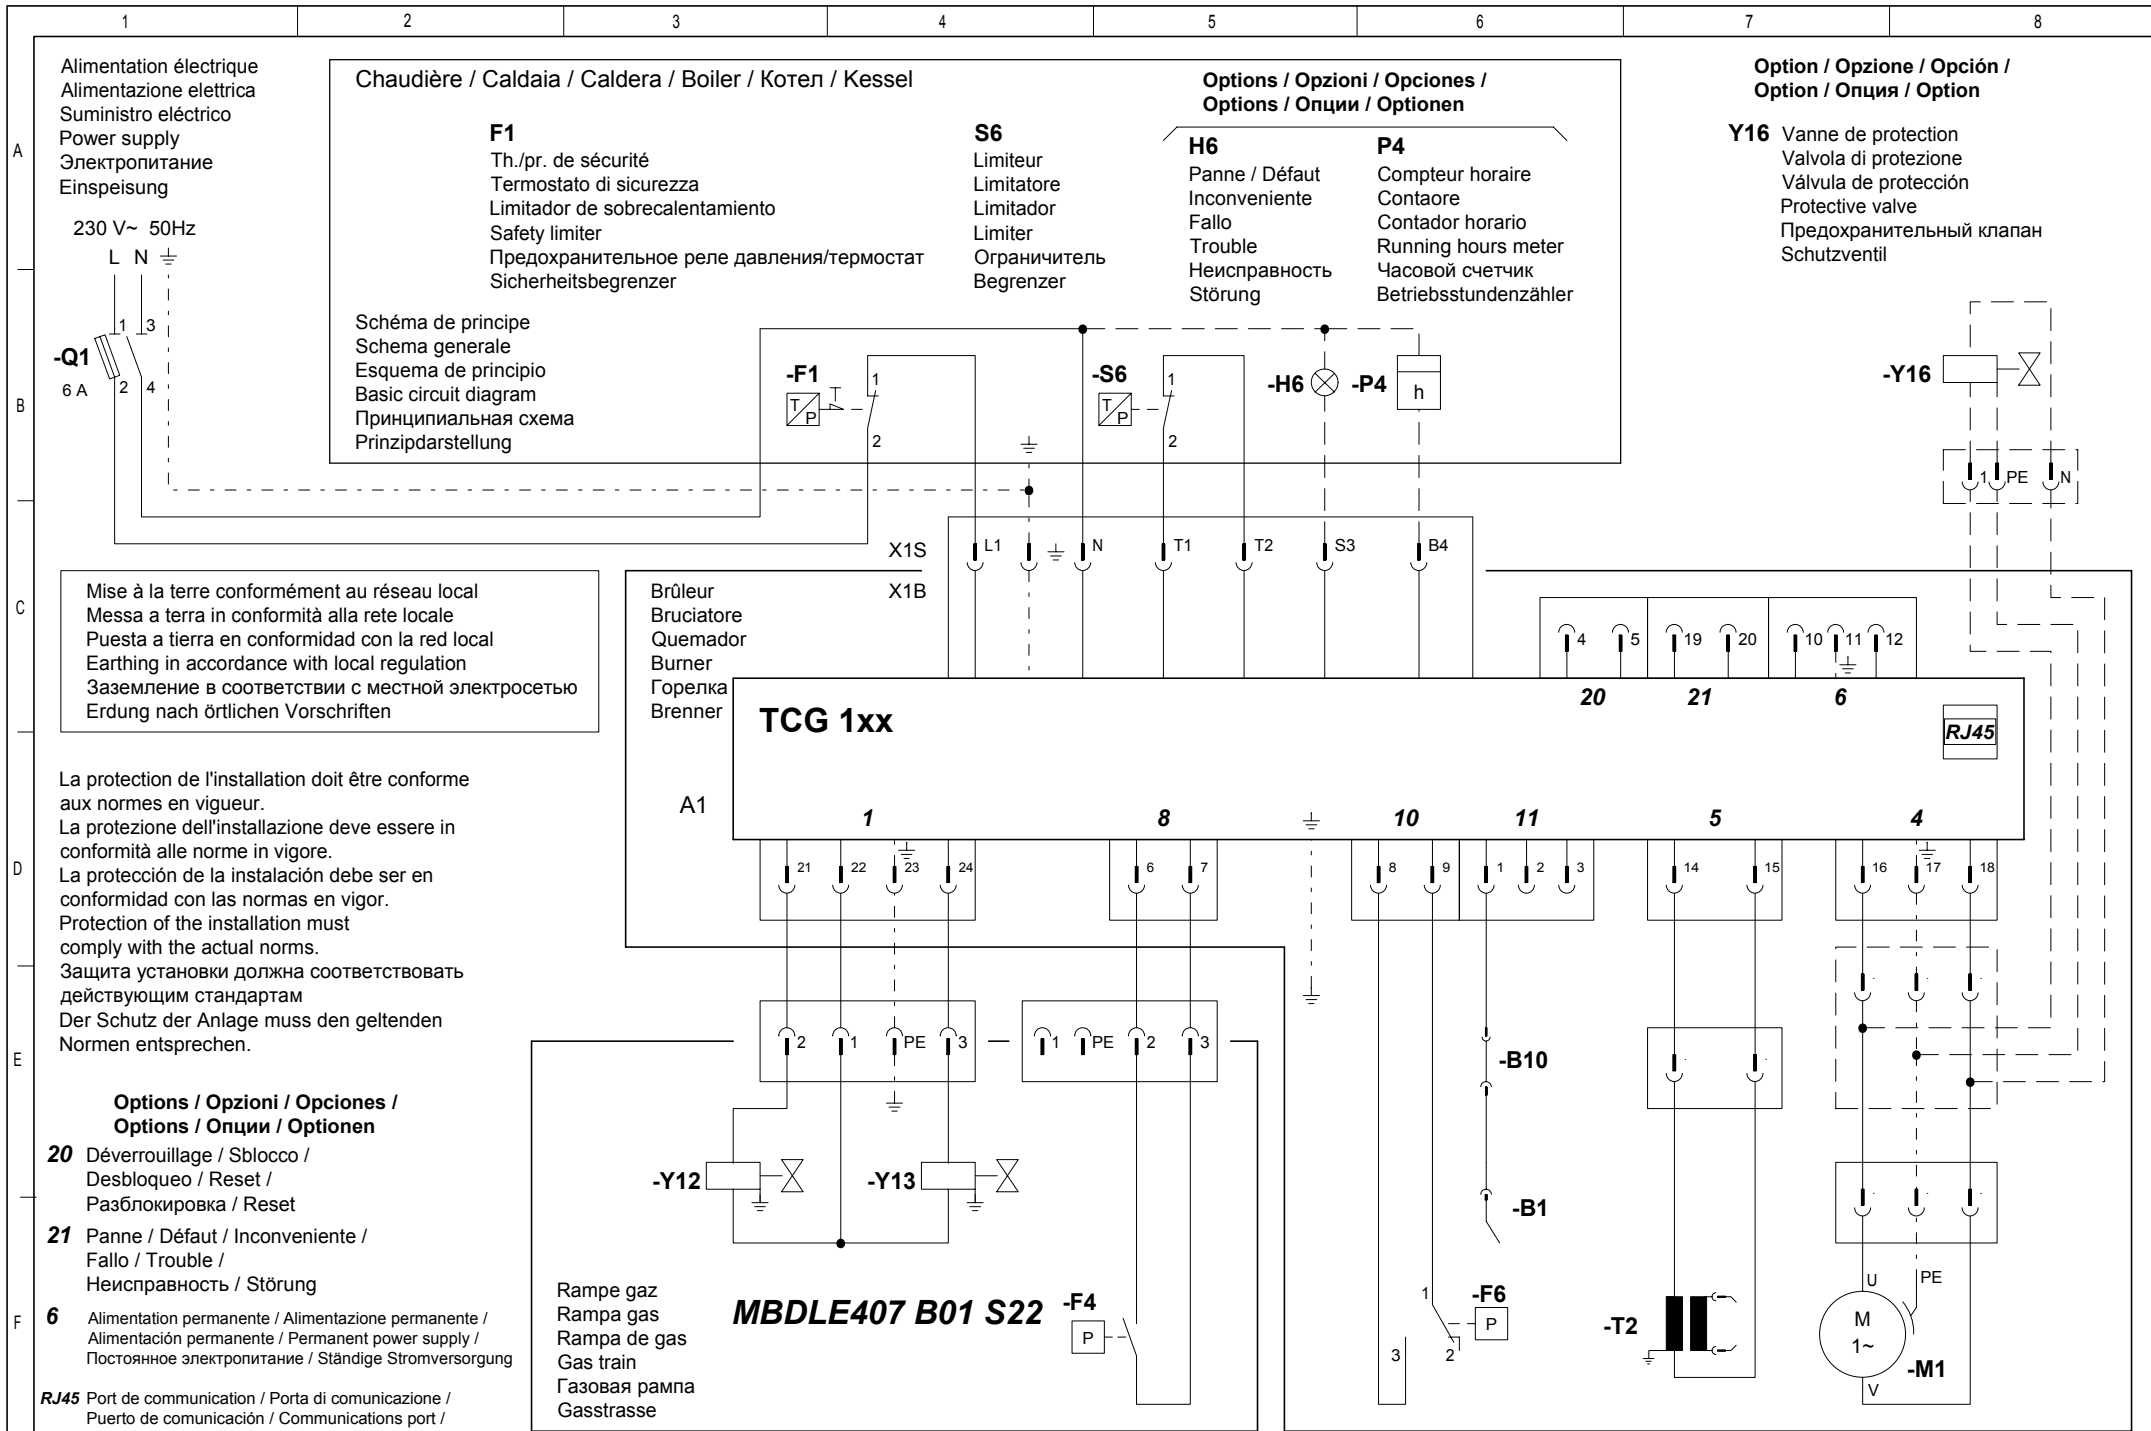 1 2 3 4 5 6 7 8
A
B
C
D
E
F
Alimentation électrique
Alimentazione elettrica
Suministro eléctrico
Power supply
Электропитание
Einspeisung
230 V~ 50Hz
L N
1 3
-Q1
6 A
2 4
Chaudière / Caldaia / Caldera / Boiler / Котел / Kessel
F1
Th./pr. de sécurité
Termostato di sicurezza
Limitador de sobrecalentamiento
Safety limiter
Предохранительное реле давления/термостат
Sicherheitsbegrenzer
S6
Limiteur
Limitatore
Limitador
Limiter
Ограничитель
Begrenzer
Options / Opzioni / Opciones /
Options / Опции / Optionen
H6
Panne / Défaut
Inconveniente
Fallo
Trouble
Неисправность
Störung
P4
Compteur horaire
Contaore
Contador horario
Running hours meter
Часовой счетчик
Betriebsstundenzähler
Schéma de principe
Schema generale
Esquema de principio
Basic circuit diagram
Принципиальная схема
Prinzipdarstellung
-F1
T P
1
2
-S6
T P
1
2
-H6
-P4
h
Option / Opzione / Opción /
Option / Опция / Option
Y16 Vanne de protection
Valvola di protezione
Válvula de protección
Protective valve
Предохранительный клапан
Schutzventil
-Y16
1 PE N
X1S
L1 N T1 T2 S3 B4
X1B
Mise à la terre conformément au réseau local
Messa a terra in conformità alla rete locale
Puesta a tierra en conformidad con la red local
Earthing in accordance with local regulation
Заземление в соответствии с местной электросетью
Erdung nach örtlichen Vorschriften
Brûleur
Bruciatore
Quemador
Burner
Горелка
Brenner
4 5 19 20 10 11 12
20 21 6
TCG 1xx
RJ45
A1
1 8 10 11 5 4
21 22 23 24 6 7 8 9 1 2 3 14 15 16 17 18
La protection de l'installation doit être conforme
aux normes en vigueur.
La protezione dell'installazione deve essere in
conformità alle norme in vigore.
La protección de la instalación debe ser en
conformidad con las normas en vigor.
Protection of the installation must
comply with the actual norms.
Защита установки должна соответствовать
действующим стандартам
Der Schutz der Anlage muss den geltenden
Normen entsprechen.
2 1 PE 3 1 PE 2 3
-B10
-Y12
-Y13
-B1
Options / Opzioni / Opciones /
Options / Опции / Optionen
20 Déverrouillage / Sblocco /
Desbloqueo / Reset /
Разблокировка / Reset
21 Panne / Défaut / Inconveniente /
Fallo / Trouble /
Неисправность / Störung
6 Alimentation permanente / Alimentazione permanente /
Alimentación permanente / Permanent power supply /
Постоянное электропитание / Ständige Stromversorgung
RJ45 Port de communication / Porta di comunicazione /
Puerto de comunicación / Communications port /
Rampe gaz
Rampa gas
Rampa de gas
Gas train
Газовая рампа
Gasstrasse
MBDLE407 B01 S22
-F4
P
1
-F6
P
3 2
-T2
U PE
M
1~
-M1
V